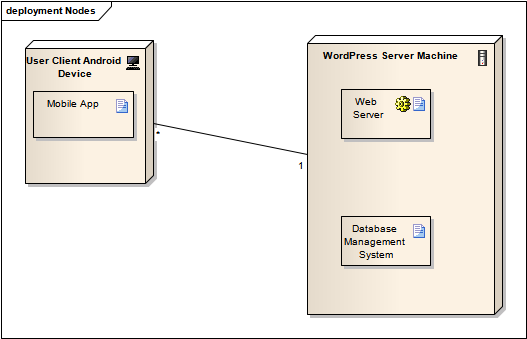 deployment Nodes
User Client Android
Device
Mobile App
*
1
WordPress Server Machine
Web
Server
Database
Management
System